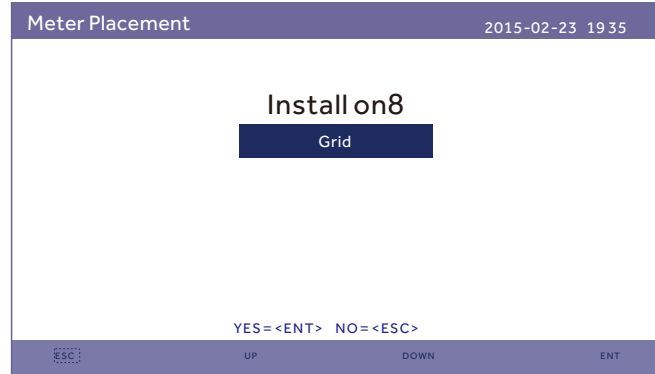 Meter Placement 2015-02-23 19 35
Install on8
Grid
YES=<ENT> NO=<ESC>
ESC UP DOWN ENT